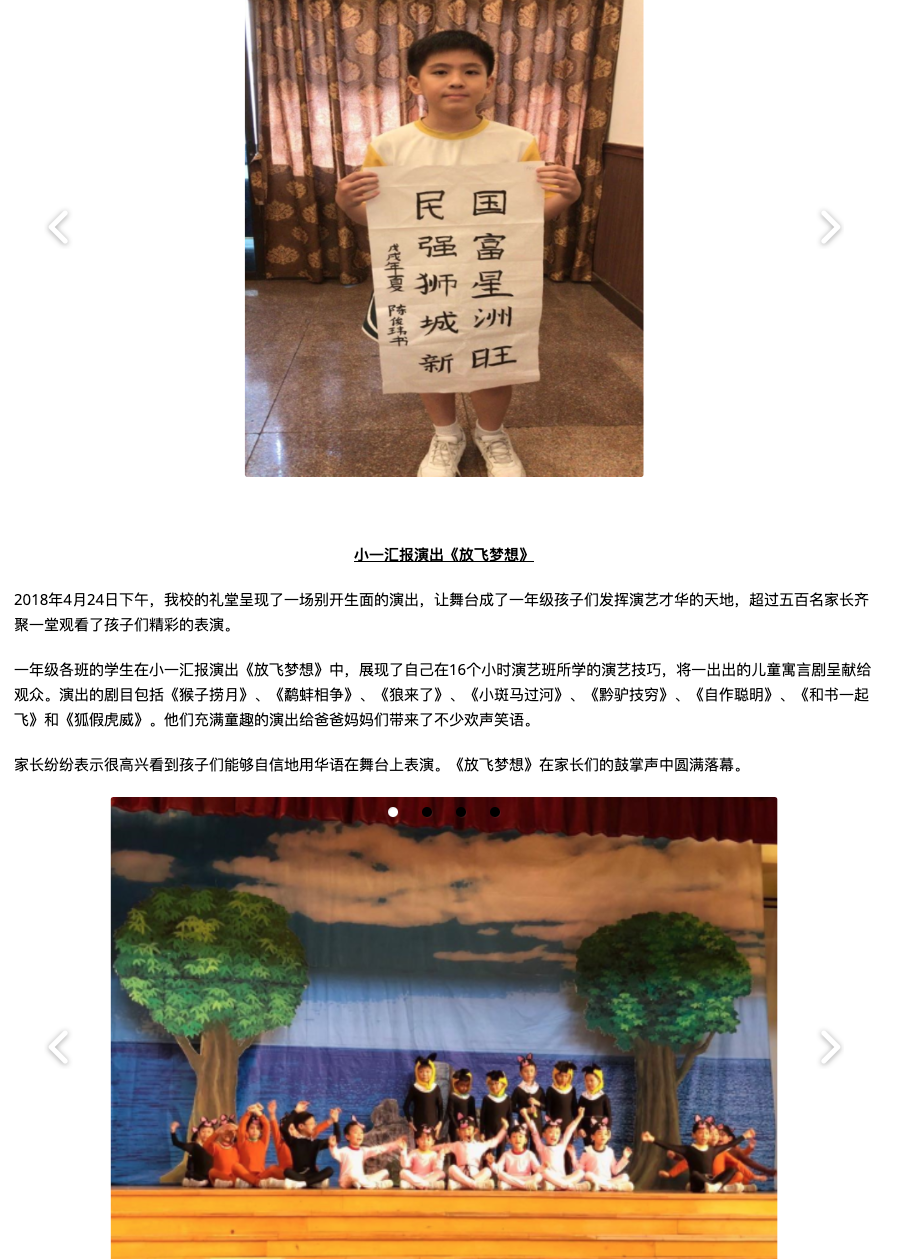 国富星洲旺
民强狮城新
戊戌年夏 陈俊玮书
小一汇报演出《放飞梦想》
2018年4月24日下午，我校的礼堂呈现了一场别开生面的演出，让舞台成了一年级孩子们发挥演艺才华的天地，超过五百名家长齐
聚一堂观看了孩子们精彩的表演。
一年级各班的学生在小一汇报演出《放飞梦想》中，展现了自己在16个小时演艺班所学的演艺技巧，将一出出的儿童寓言剧呈献给
观众。演出的剧目包括《猴子捞月》、《鹬蚌相争》、《狼来了》、《小斑马过河》、《黔驴技穷》、《自作聪明》、《和书一起
飞》和《狐假虎威》。他们充满童趣的演出给爸爸妈妈们带来了不少欢声笑语。
家长纷纷表示很高兴看到孩子们能够自信地用华语在舞台上表演。《放飞梦想》在家长们的鼓掌声中圆满落幕。